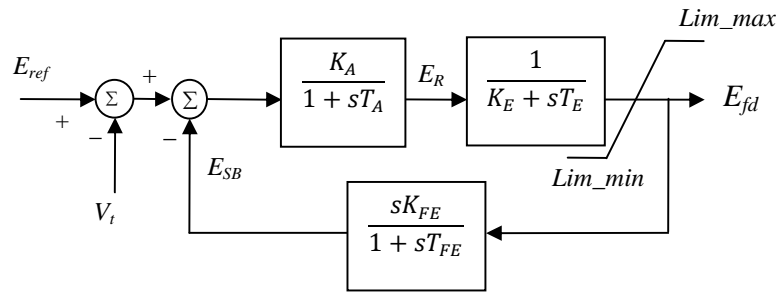 Lim_max
E_ref
+
Σ
−
V_t
+
Σ
−
K_A
1 + sT_A
E_R
1
K_E + sT_E
E_fd
Lim_min
E_SB
sK_FE
1 + sT_FE